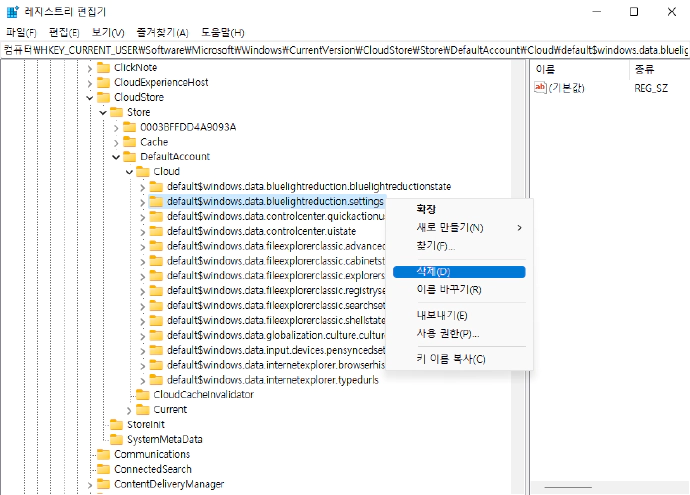 레지스트리 편집기
파일(F) 편집(E) 보기(V) 즐겨찾기(A) 도움말(H)
컴퓨터\HKEY_CURRENT_USER\Software\Microsoft\Windows\CurrentVersion\CloudStore\Store\DefaultAccount\Cloud\default$windows.data.bluelig
이름 종류
(기본값) REG_SZ
ClickNote
CloudExperienceHost
CloudStore
Store
0003BFFDD4A9093A
Cache
DefaultAccount
Cloud
default$windows.data.bluelightreduction.bluelightreductionstate
default$windows.data.bluelightreduction.settings
default$windows.data.controlcenter.quickactionu
default$windows.data.controlcenter.uistate
default$windows.data.fileexplorerclassic.advanced
default$windows.data.fileexplorerclassic.cabinetst
default$windows.data.fileexplorerclassic.explorers
default$windows.data.fileexplorerclassic.registryse
default$windows.data.fileexplorerclassic.searchset
default$windows.data.fileexplorerclassic.shellstate
default$windows.data.globalization.culture.cultur
default$windows.data.input.devices.pensyncedset
default$windows.data.internetexplorer.browserhis
default$windows.data.internetexplorer.typedurls
CloudCacheInvalidator
Current
StoreInit
SystemMetaData
Communications
ConnectedSearch
ContentDeliveryManager
확장
새로 만들기(N)
찾기(F)...
삭제(D)
이름 바꾸기(R)
내보내기(E)
사용 권한(P)...
키 이름 복사(C)